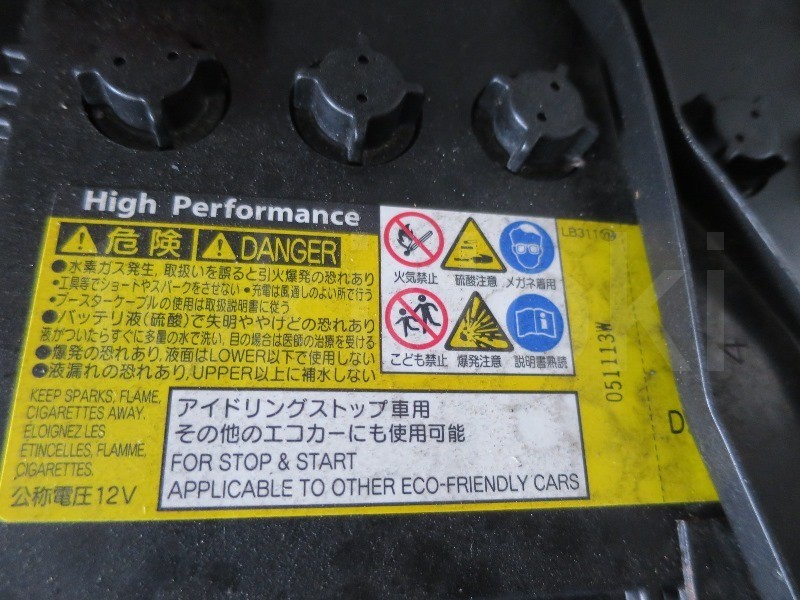 High Performance
危険
DANGER
●水素ガス発生, 取扱いを誤ると引火爆発の恐れあり
・工具等でショートやスパークをさせない ・充電は風通しのよい所で行う
・ブースターケーブルの使用は取扱説明書に従う
●バッテリ液(硫酸)で失明ややけどの恐れあり
液がついたらすぐに多量の水で洗い, 目の場合は医師の治療を受ける
●爆発の恐れあり, 液面はLOWER以下で使用しない
●液漏れの恐れあり, UPPER以上に補水しない
火気禁止 硫酸注意 メガネ着用
こども禁止 爆発注意 説明書熟読
KEEP SPARKS, FLAME,
CIGARETTES AWAY.
ÉLOIGNEZ LES
ÉTINCELLES, FLAMME,
CIGARETTES.
公称電圧12V
アイドリングストップ車用
その他のエコカーにも使用可能
FOR STOP & START
APPLICABLE TO OTHER ECO-FRIENDLY CARS
LB311
051113W
4
D